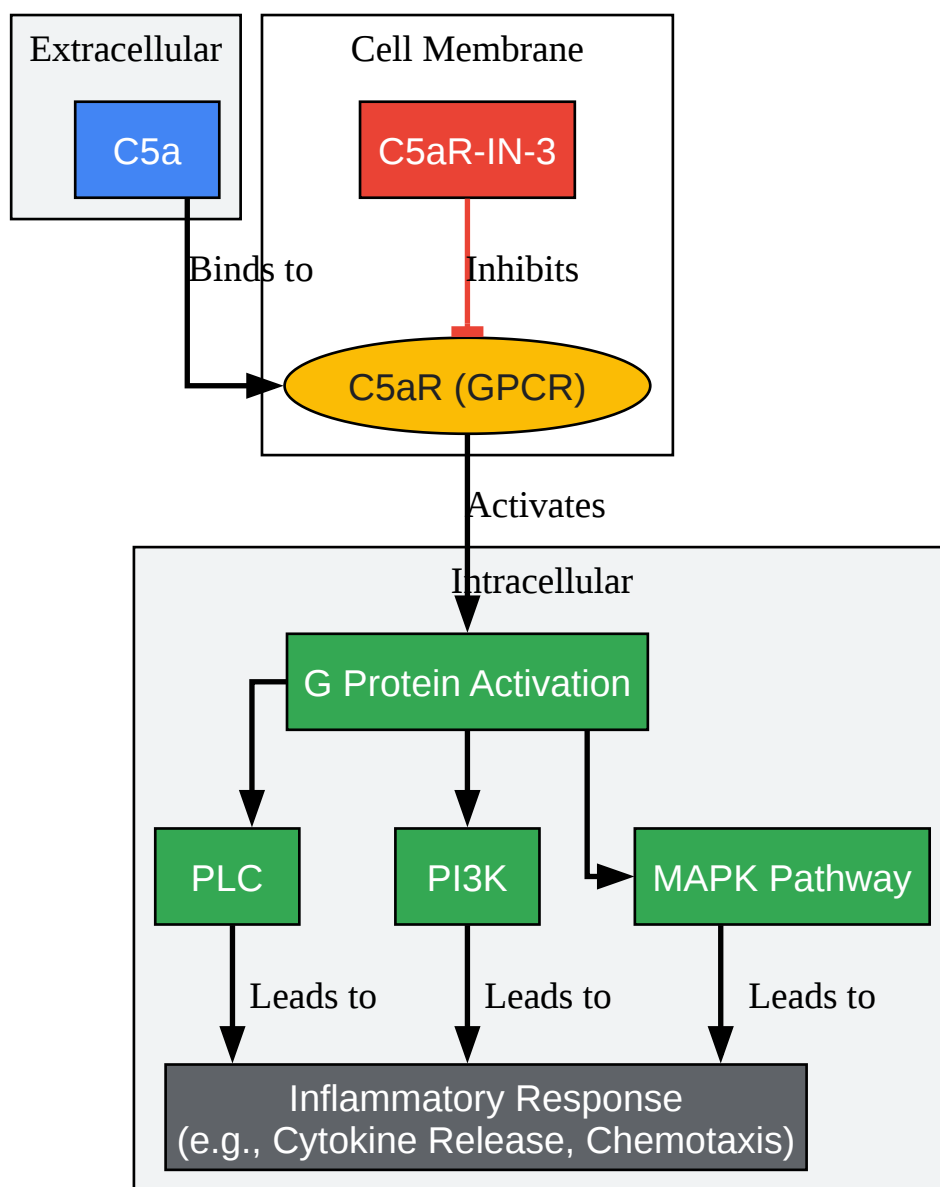 Extracellular
Cell Membrane
C5a
C5aR-IN-3
Binds to
Inhibits
C5aR (GPCR)
Activates
Intracellular
G Protein Activation
PLC
PI3K
MAPK Pathway
Leads to
Leads to
Leads to
Inflammatory Response
(e.g., Cytokine Release, Chemotaxis)